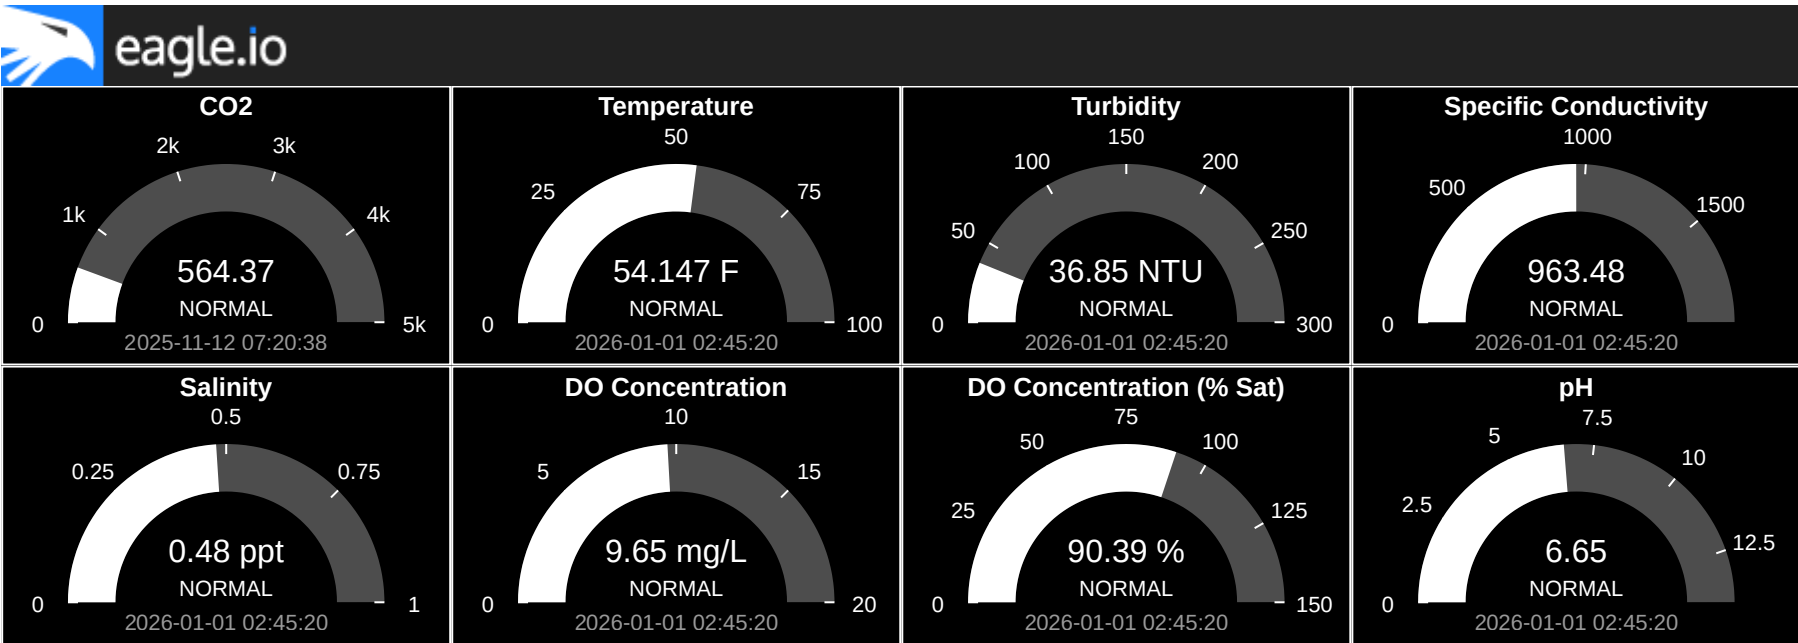 eagle.io
CO2
0
1k
2k
3k
4k
5k
564.37
NORMAL
2025-11-12 07:20:38
Temperature
0
25
50
75
100
54.147 F
NORMAL
2026-01-01 02:45:20
Turbidity
0
50
100
150
200
250
300
36.85 NTU
NORMAL
2026-01-01 02:45:20
Specific Conductivity
0
500
1000
1500
963.48
NORMAL
2026-01-01 02:45:20
Salinity
0
0.25
0.5
0.75
1
0.48 ppt
NORMAL
2026-01-01 02:45:20
DO Concentration
0
5
10
15
20
9.65 mg/L
NORMAL
2026-01-01 02:45:20
DO Concentration (% Sat)
0
25
50
75
100
125
150
90.39 %
NORMAL
2026-01-01 02:45:20
pH
0
2.5
5
7.5
10
12.5
6.65
NORMAL
2026-01-01 02:45:20